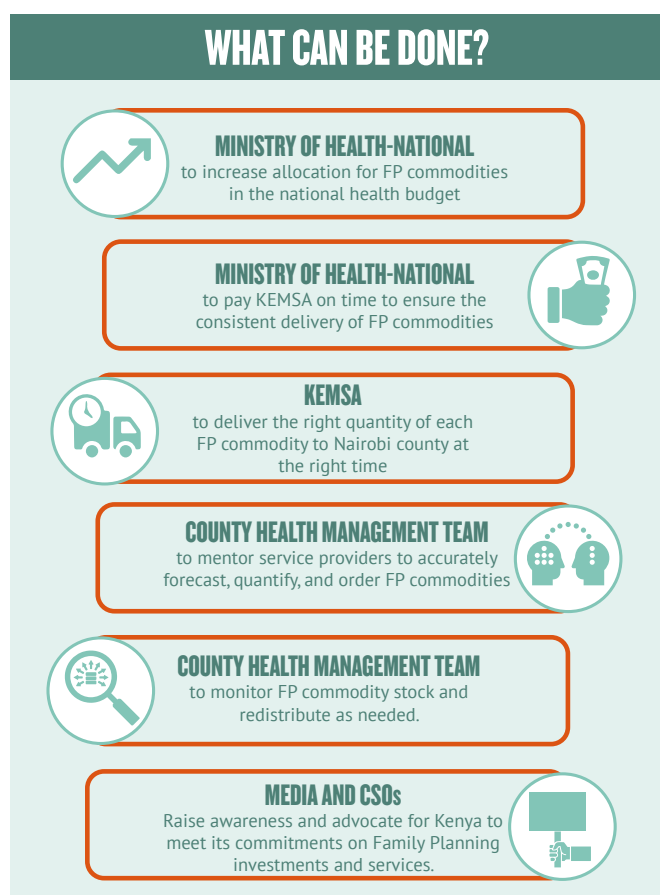 WHAT CAN BE DONE?
MINISTRY OF HEALTH-NATIONAL
to increase allocation for FP commodities
in the national health budget
MINISTRY OF HEALTH-NATIONAL
to pay KEMSA on time to ensure the
consistent delivery of FP commodities
KEMSA
to deliver the right quantity of each
FP commodity to Nairobi county at
the right time
COUNTY HEALTH MANAGEMENT TEAM
to mentor service providers to accurately
forecast, quantify, and order FP commodities
COUNTY HEALTH MANAGEMENT TEAM
to monitor FP commodity stock and
redistribute as needed.
MEDIA AND CSOs
Raise awareness and advocate for Kenya to
meet its commitments on Family Planning
investments and services.